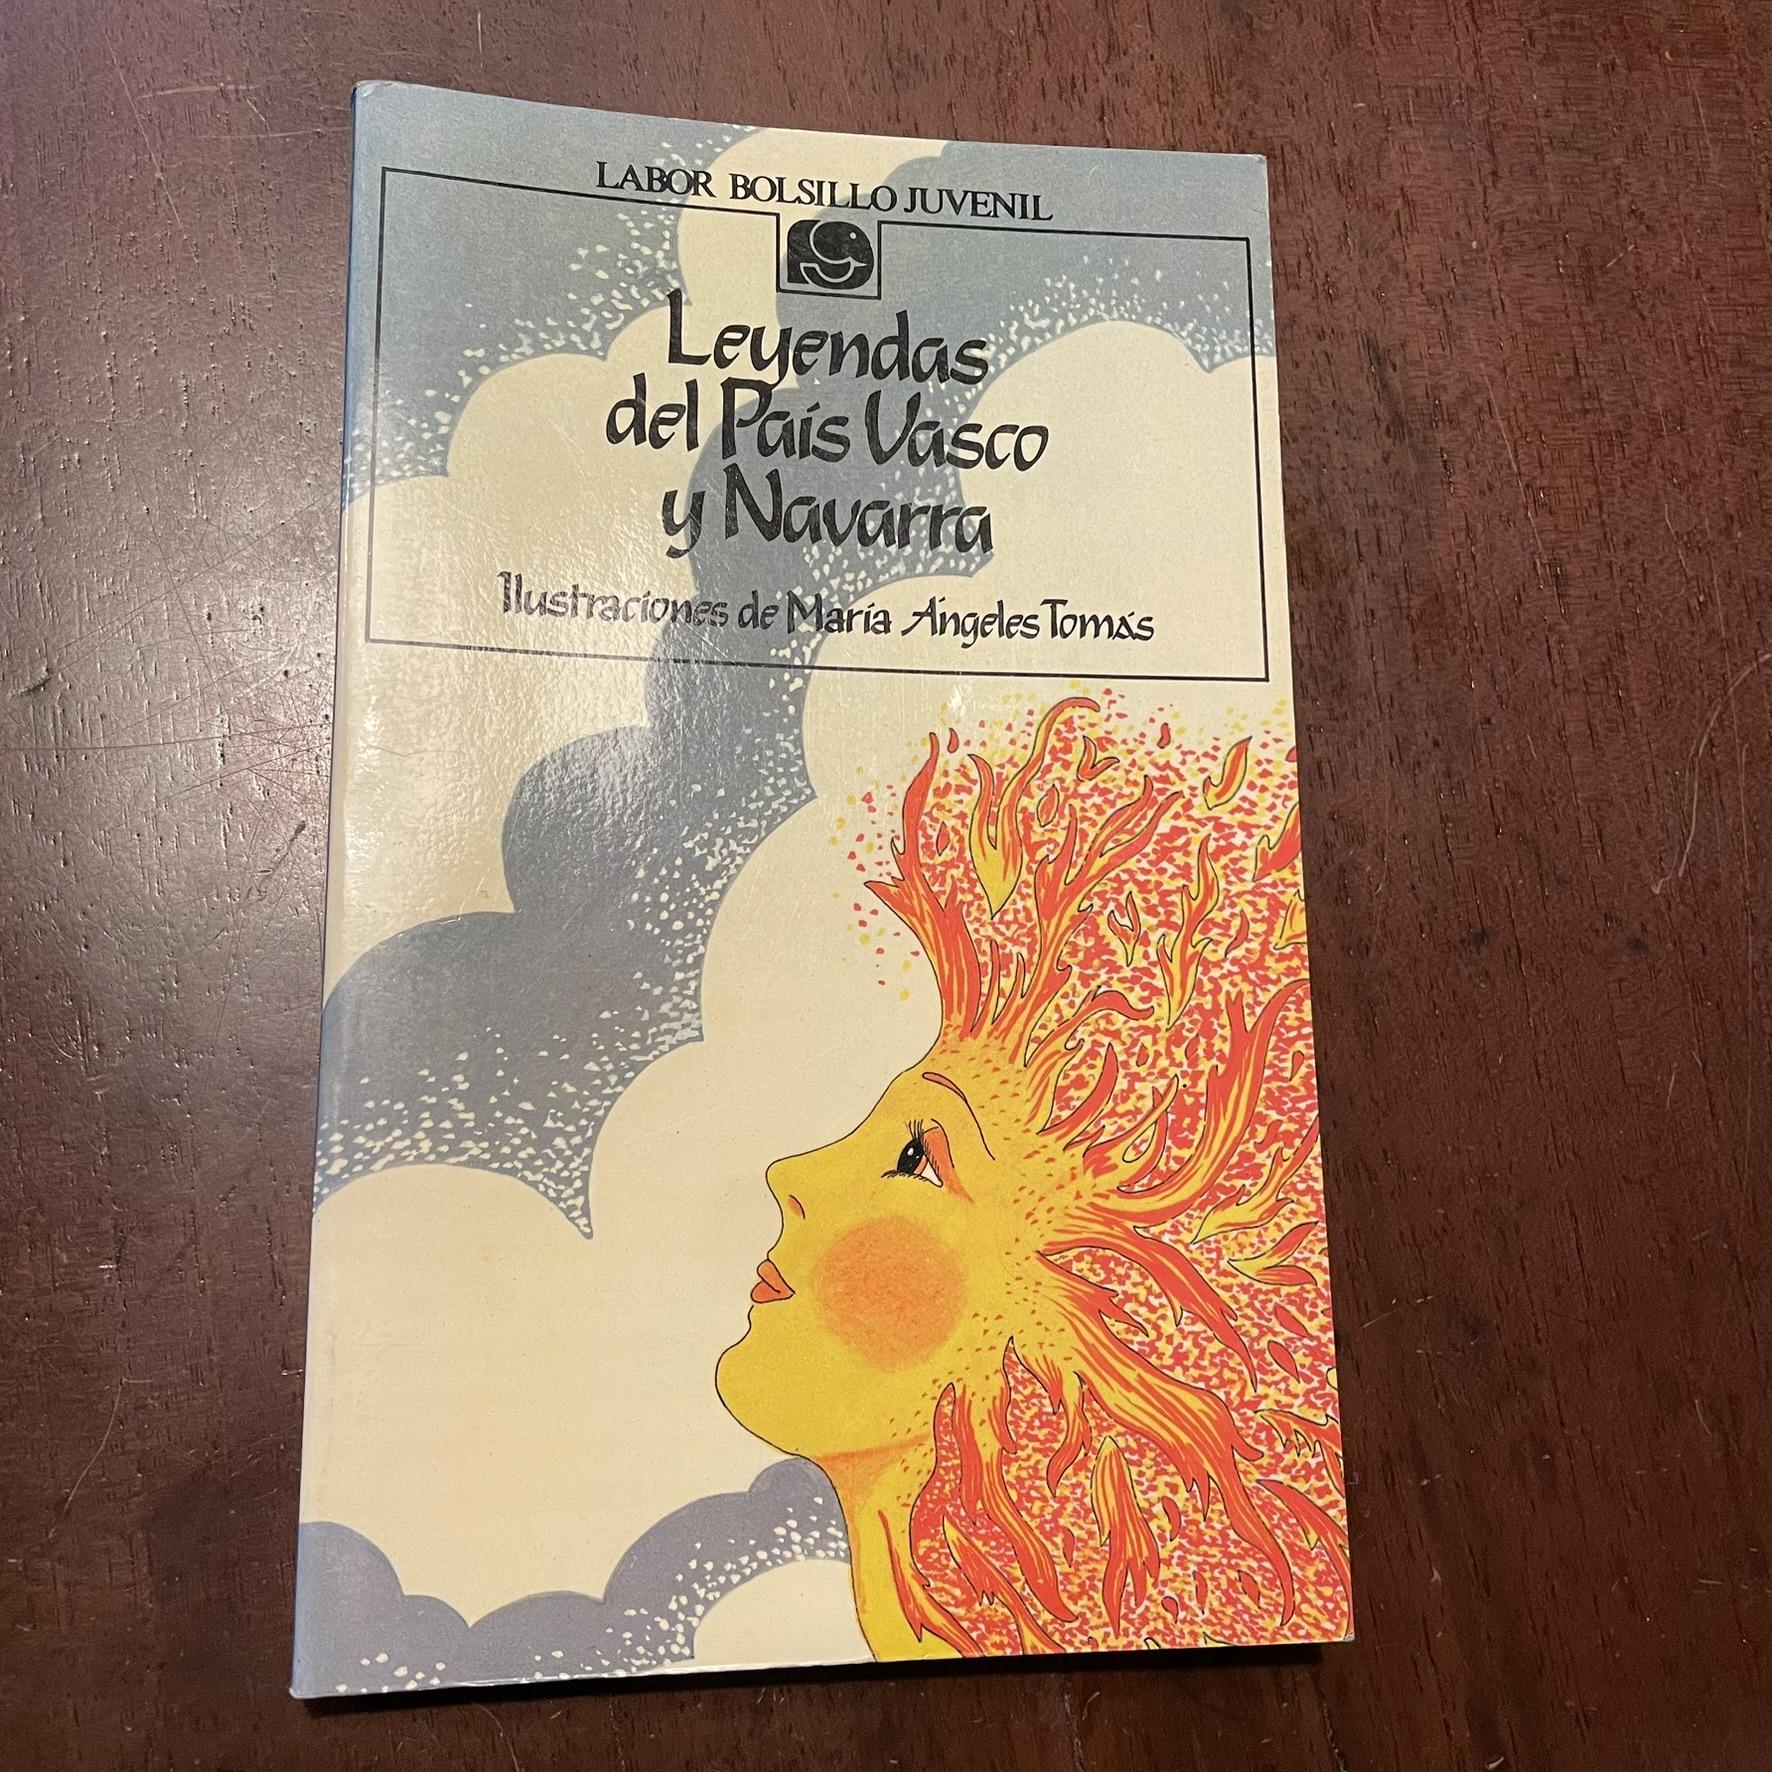 LABOR BOLSILLO JUVENIL
Leyendas
del País Vasco
y Navarra
Ilustraciones de María Ángeles Tomás